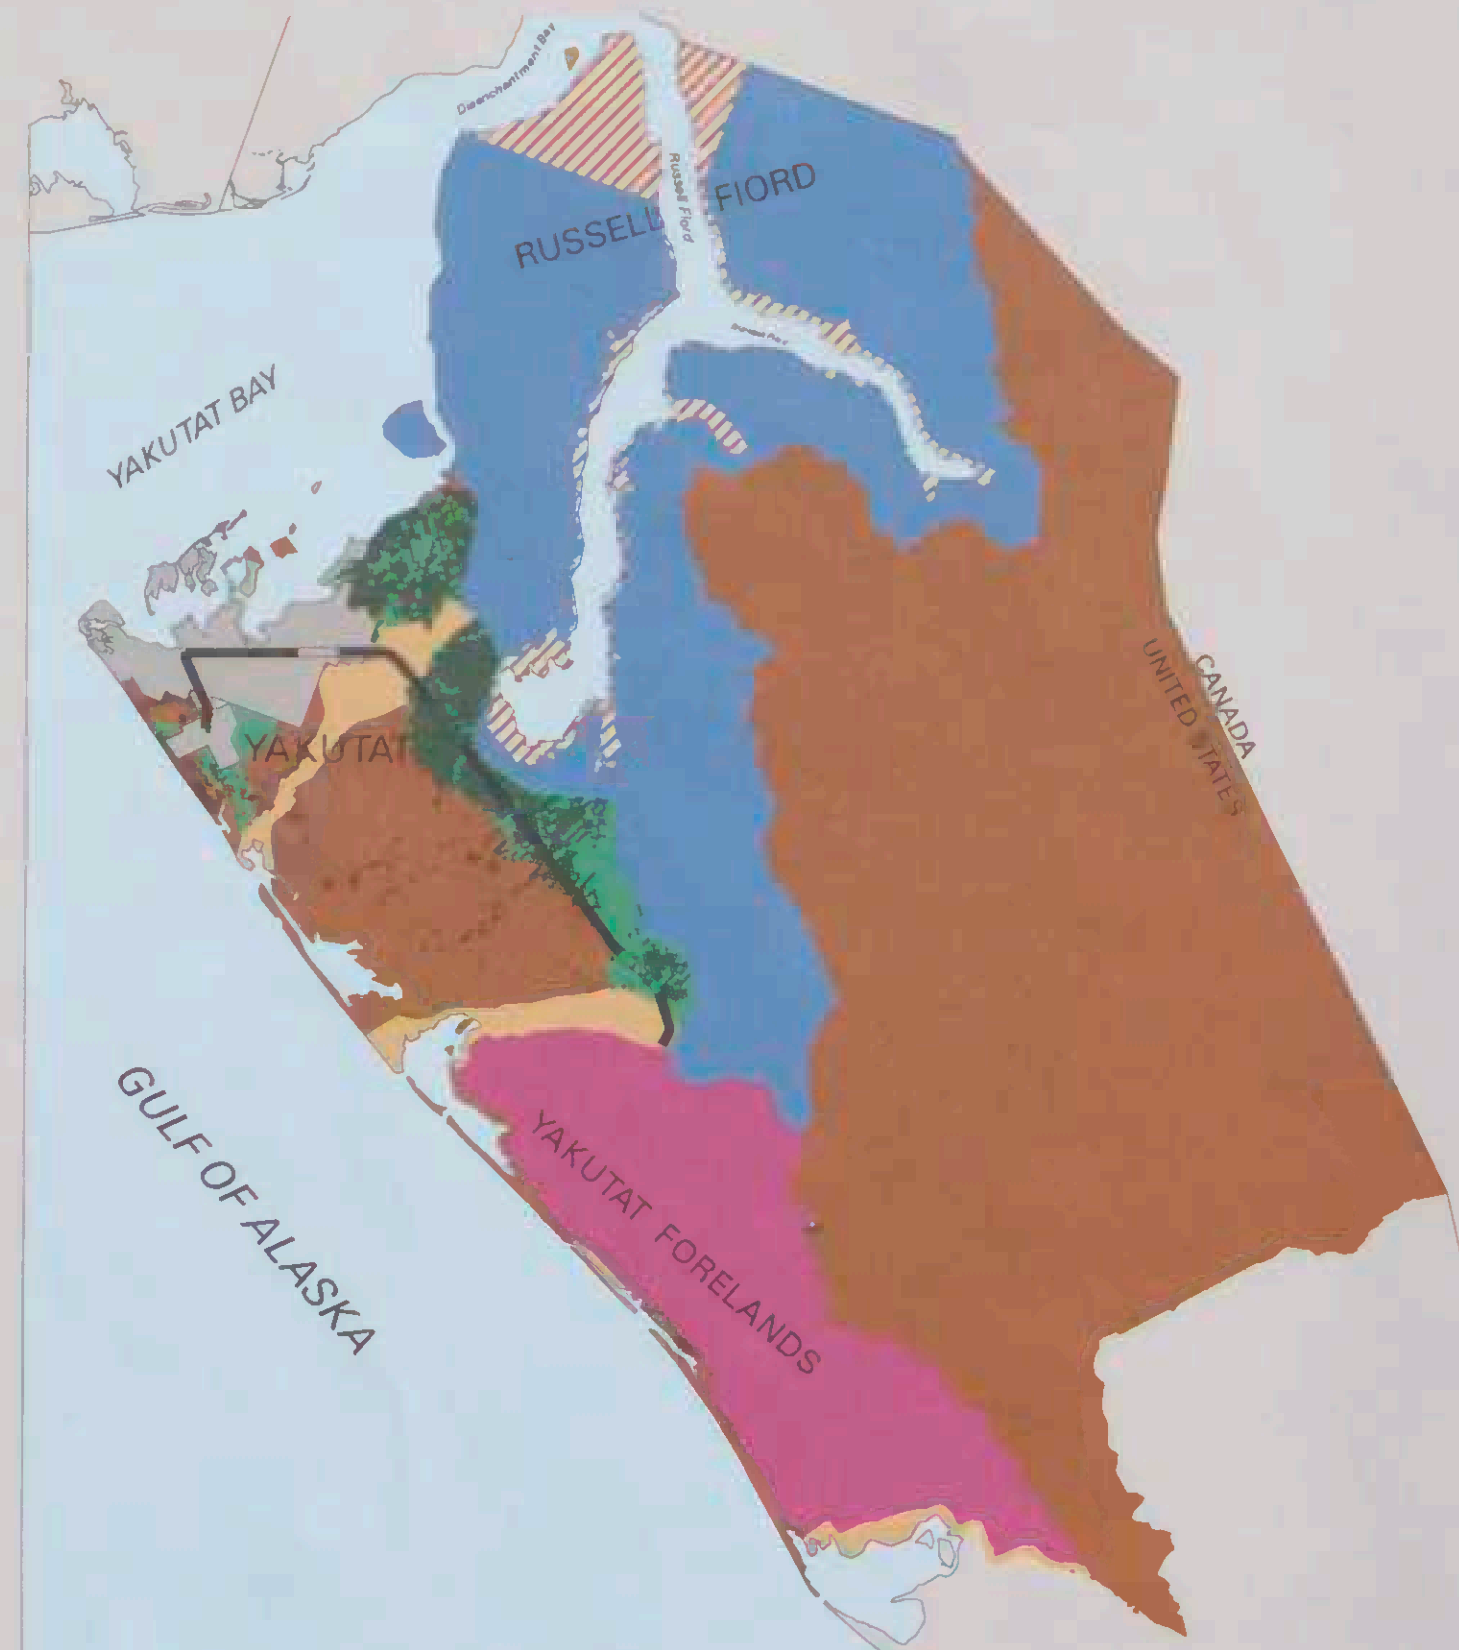 Disenchantment Bay
Russell Fiord
RUSSELL FIORD
YAKUTAT BAY
CANADA
UNITED STATES
YAKUTAT
GULF OF ALASKA
YAKUTAT FORELANDS